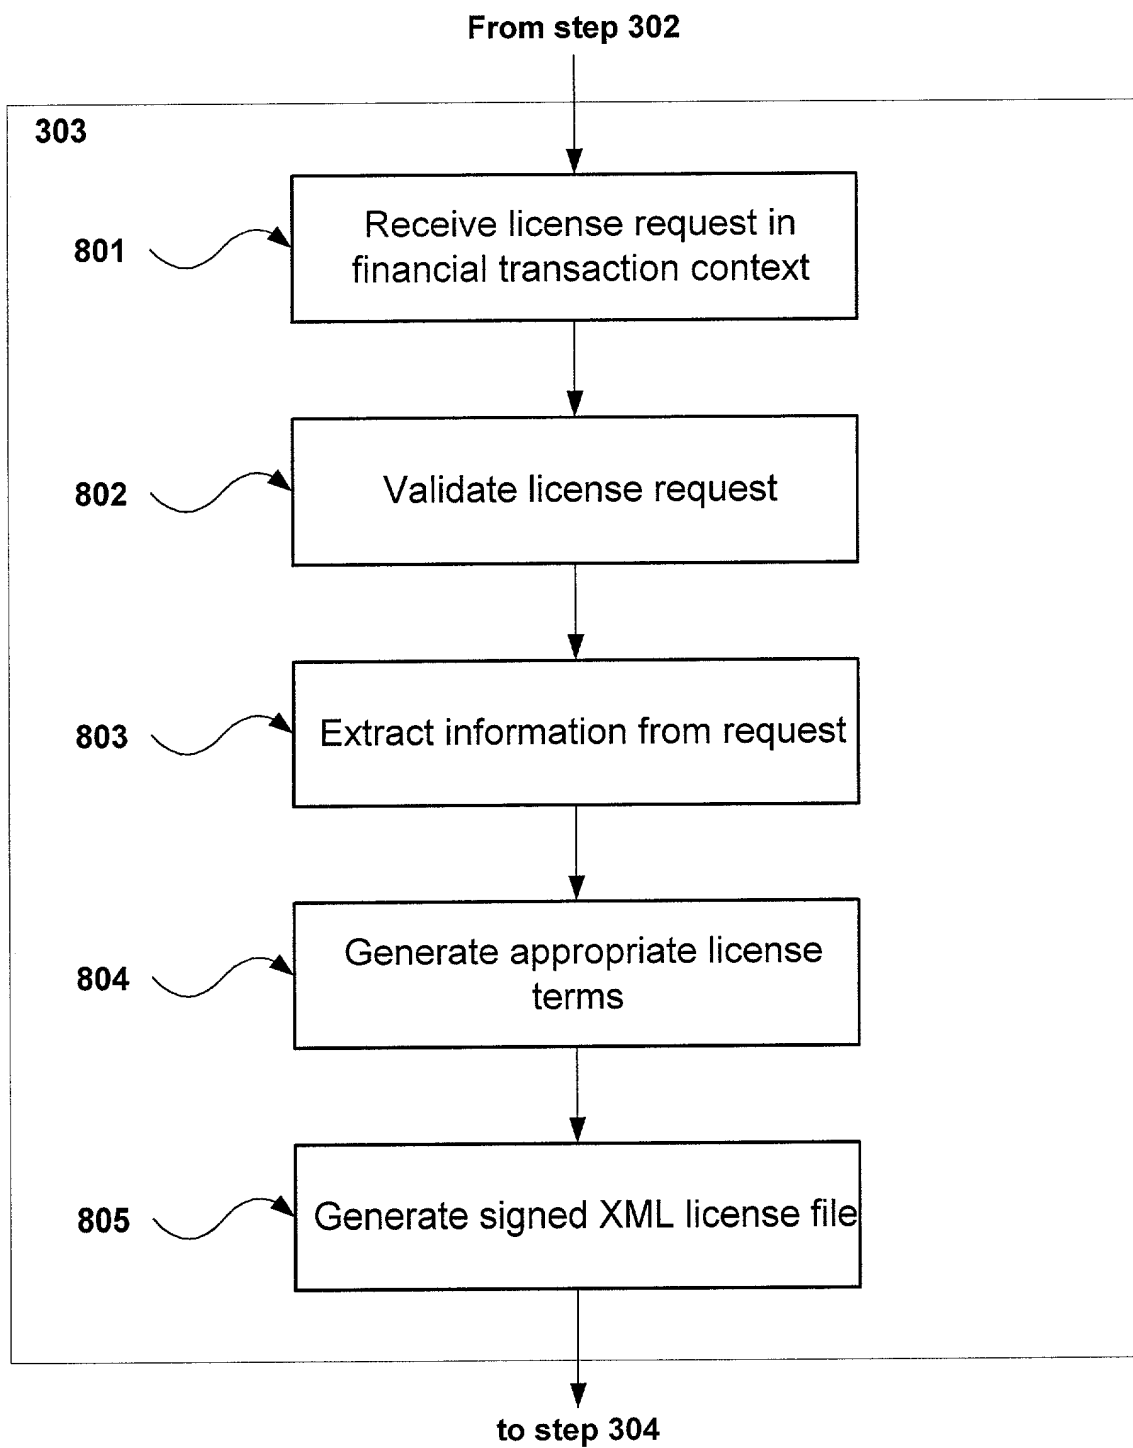 From step 302
303
801
Receive license request in
financial transaction context
802
Validate license request
803
Extract information from request
804
Generate appropriate license
terms
805
Generate signed XML license file
to step 304